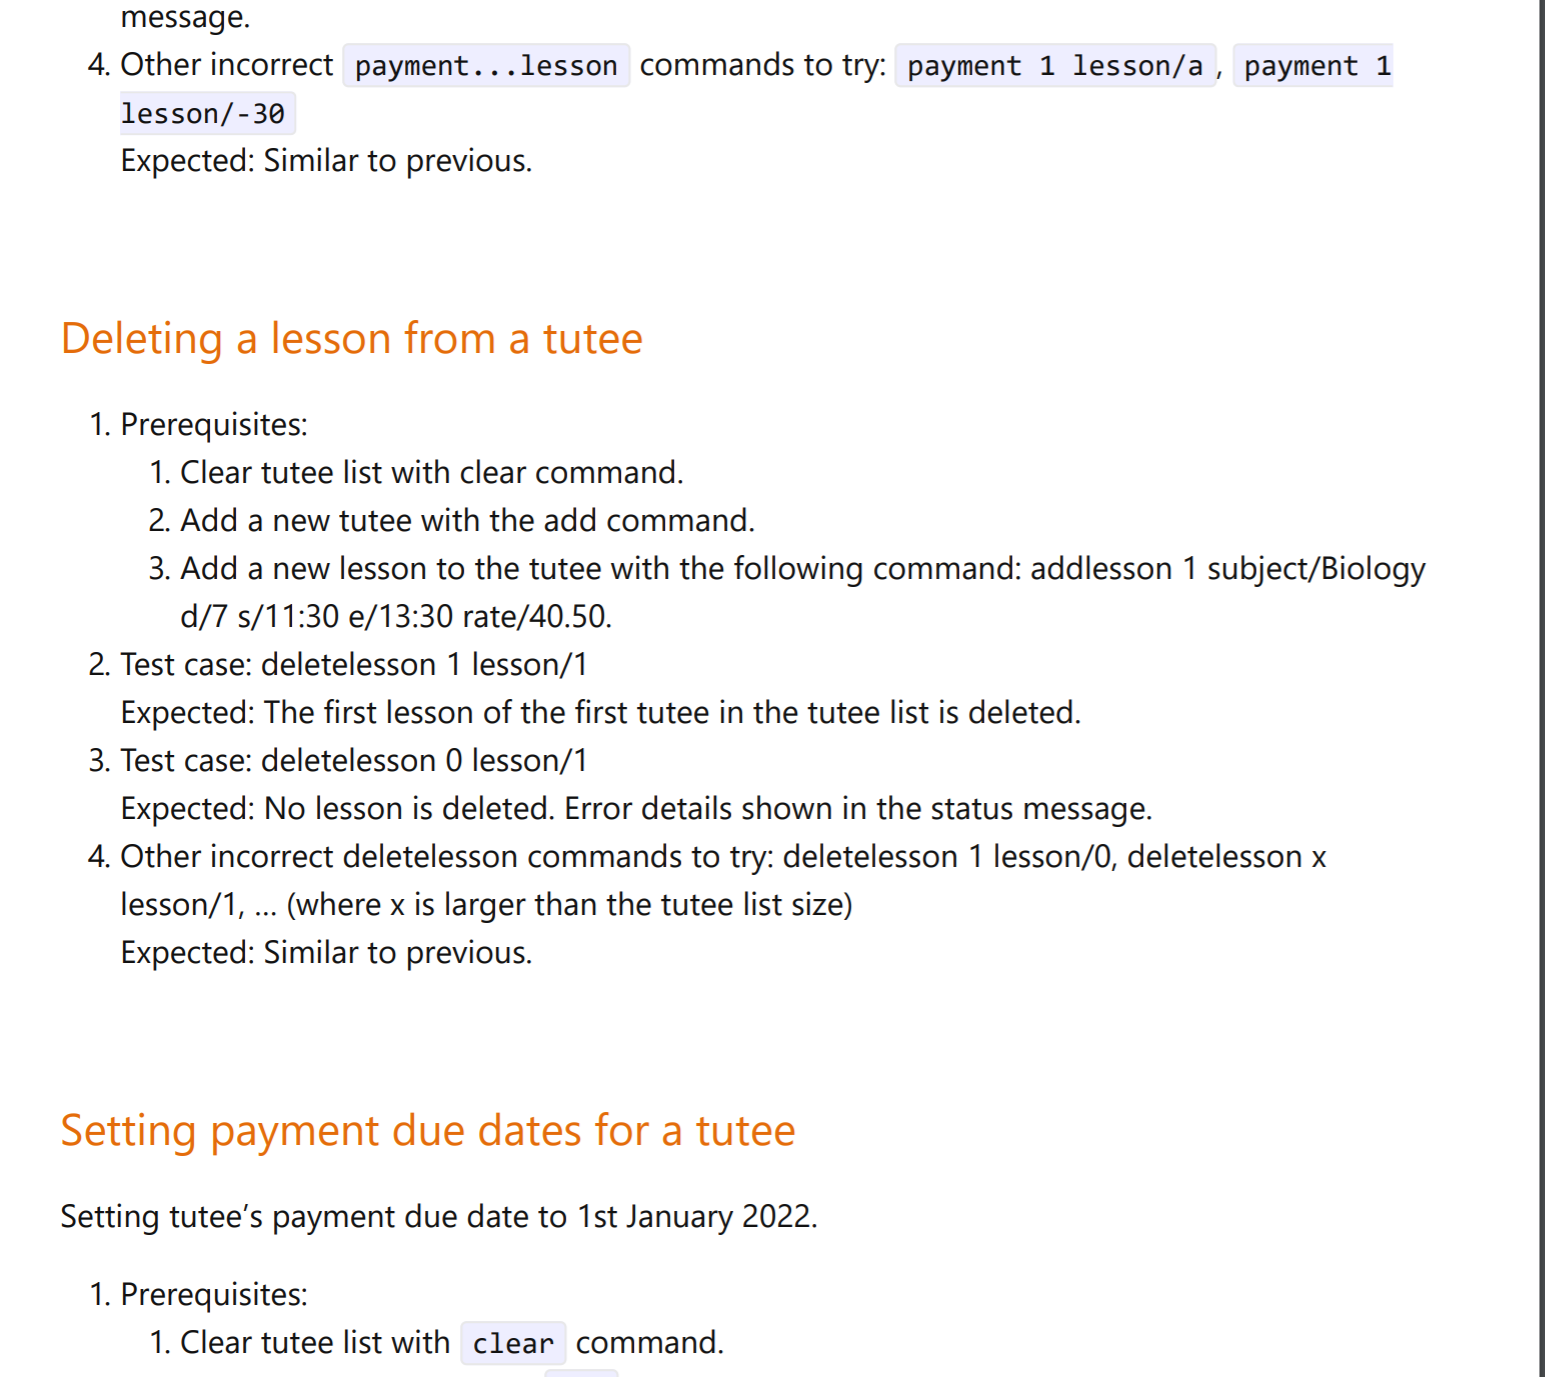 message.
4. Other incorrect payment...lesson commands to try: payment 1 lesson/a, payment 1
lesson/-30
Expected: Similar to previous.
Deleting a lesson from a tutee
1. Prerequisites:
1. Clear tutee list with clear command.
2. Add a new tutee with the add command.
3. Add a new lesson to the tutee with the following command: addlesson 1 subject/Biology
d/7 s/11:30 e/13:30 rate/40.50.
2. Test case: deletelesson 1 lesson/1
Expected: The first lesson of the first tutee in the tutee list is deleted.
3. Test case: deletelesson 0 lesson/1
Expected: No lesson is deleted. Error details shown in the status message.
4. Other incorrect deletelesson commands to try: deletelesson 1 lesson/0, deletelesson x
lesson/1, … (where x is larger than the tutee list size)
Expected: Similar to previous.
Setting payment due dates for a tutee
Setting tutee’s payment due date to 1st January 2022.
1. Prerequisites:
1. Clear tutee list with clear command.